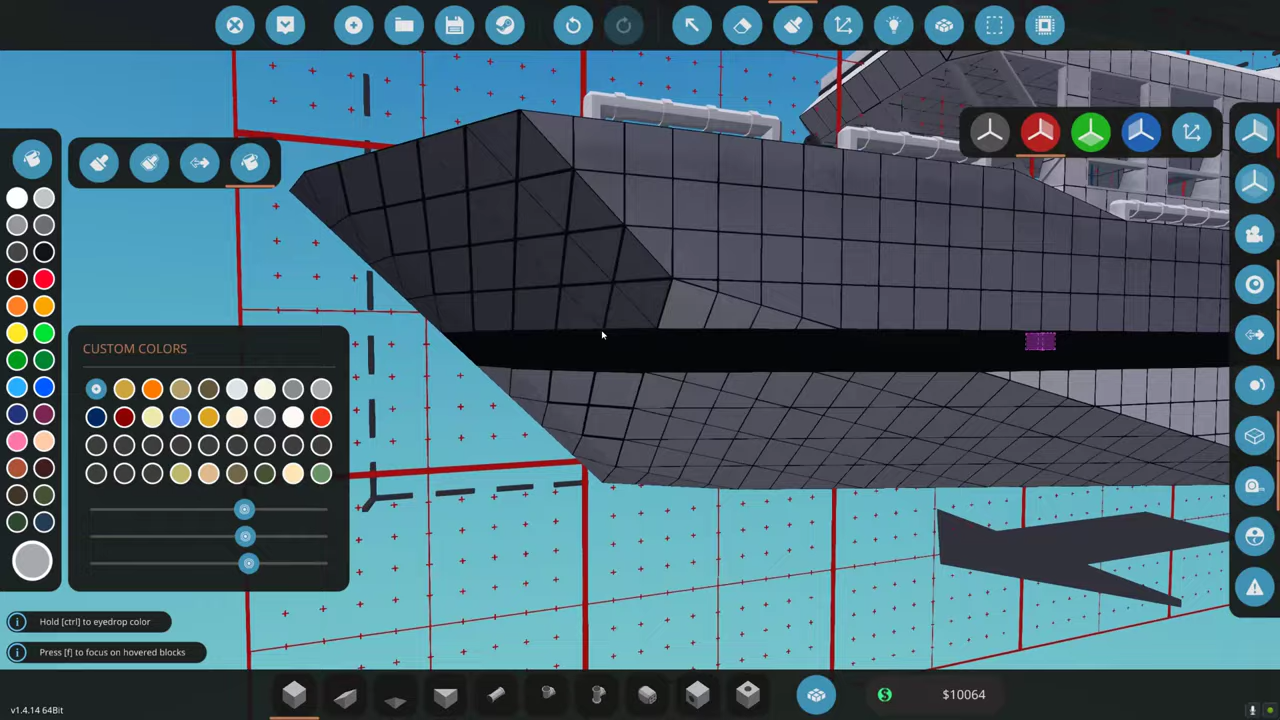 CUSTOM COLORS
Hold [ctrl] to eyedrop color
Press [f] to focus on hovered blocks
$10064
v1.4.14 64Bit